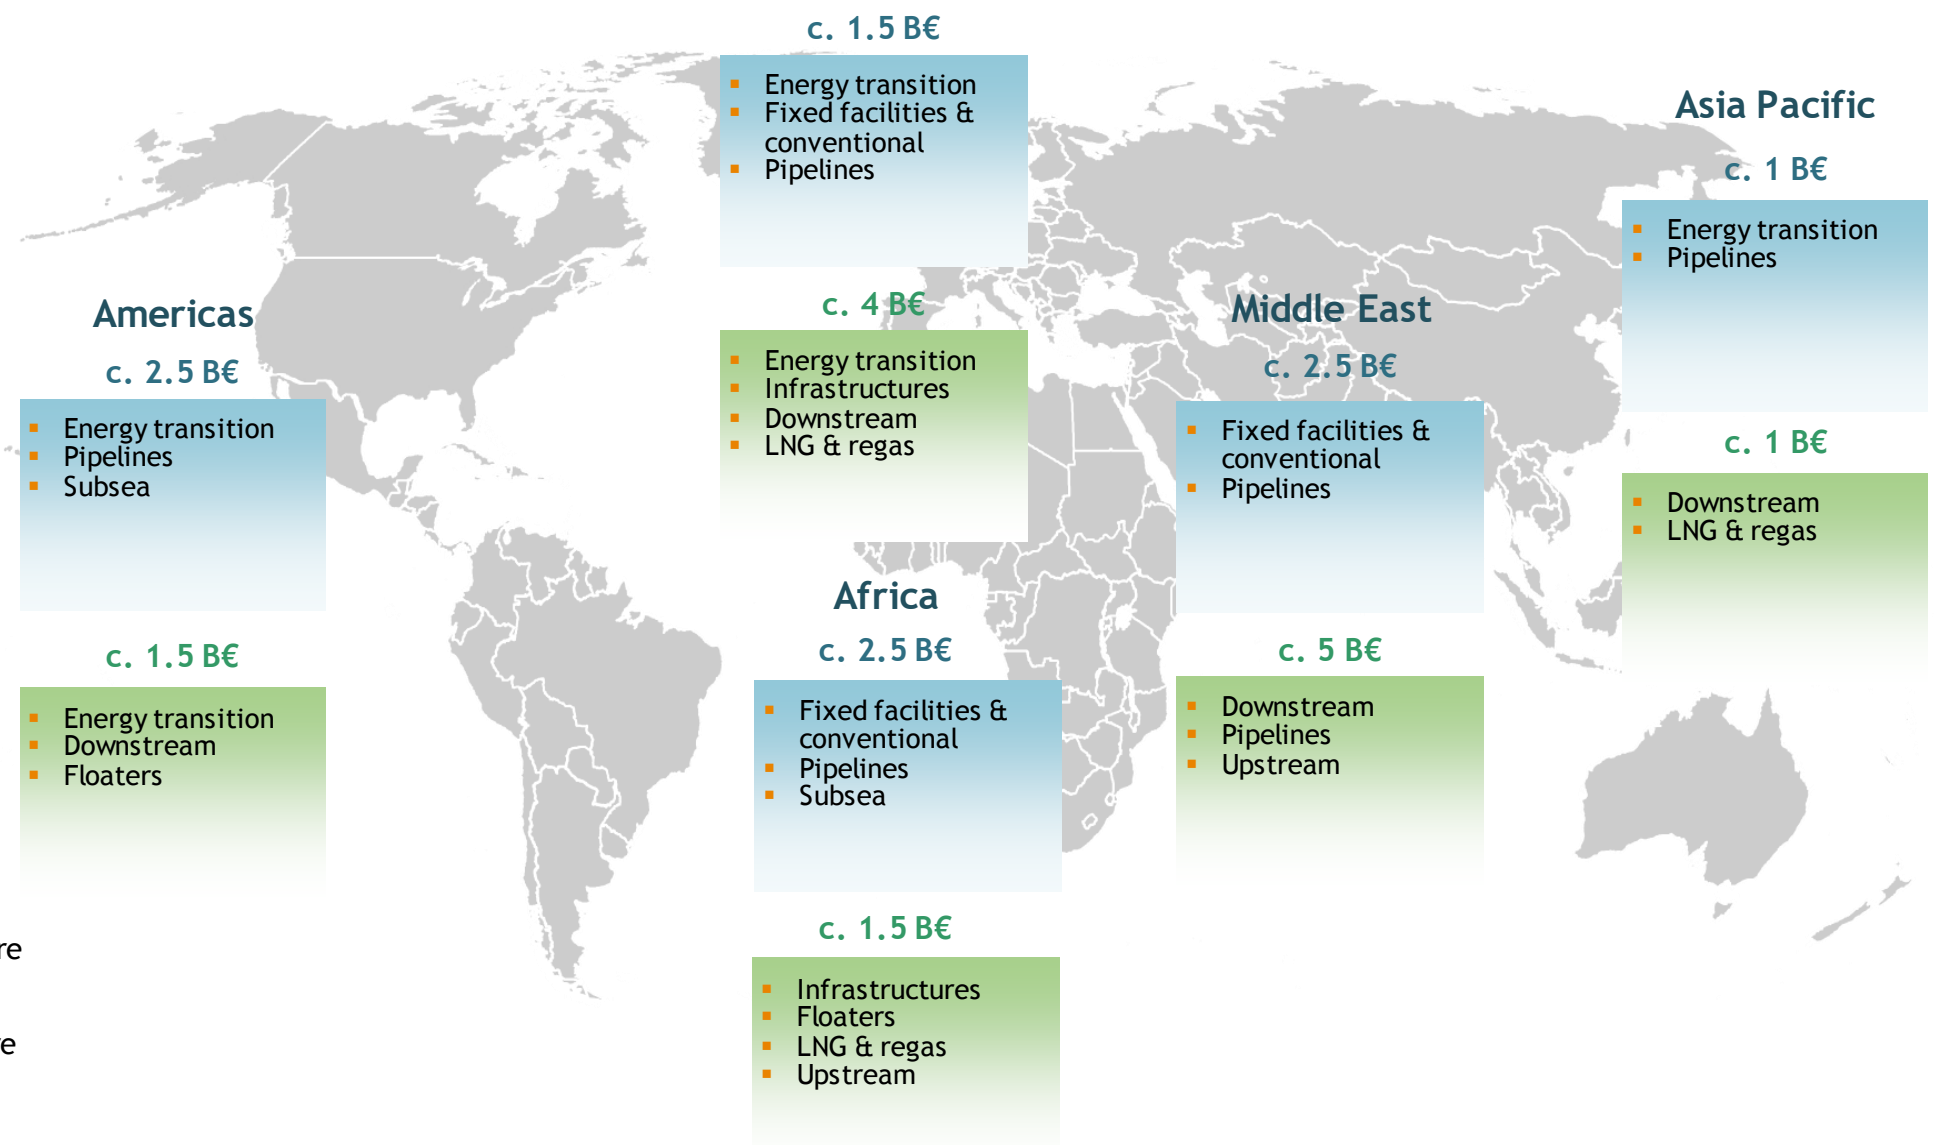 c. 1.5 B€
Energy transition
Fixed facilities &
conventional
Pipelines
c. 4 B€
Energy transition
Infrastructures
Downstream
LNG & regas
Americas
c. 2.5 B€
Energy transition
Pipelines
Subsea
c. 1.5 B€
Energy transition
Downstream
Floaters
Africa
c. 2.5 B€
Fixed facilities &
conventional
Pipelines
Subsea
c. 1.5 B€
Infrastructures
Floaters
LNG & regas
Upstream
Middle East
c. 2.5 B€
Fixed facilities &
conventional
Pipelines
c. 5 B€
Downstream
Pipelines
Upstream
Asia Pacific
c. 1 B€
Energy transition
Pipelines
c. 1 B€
Downstream
LNG & regas